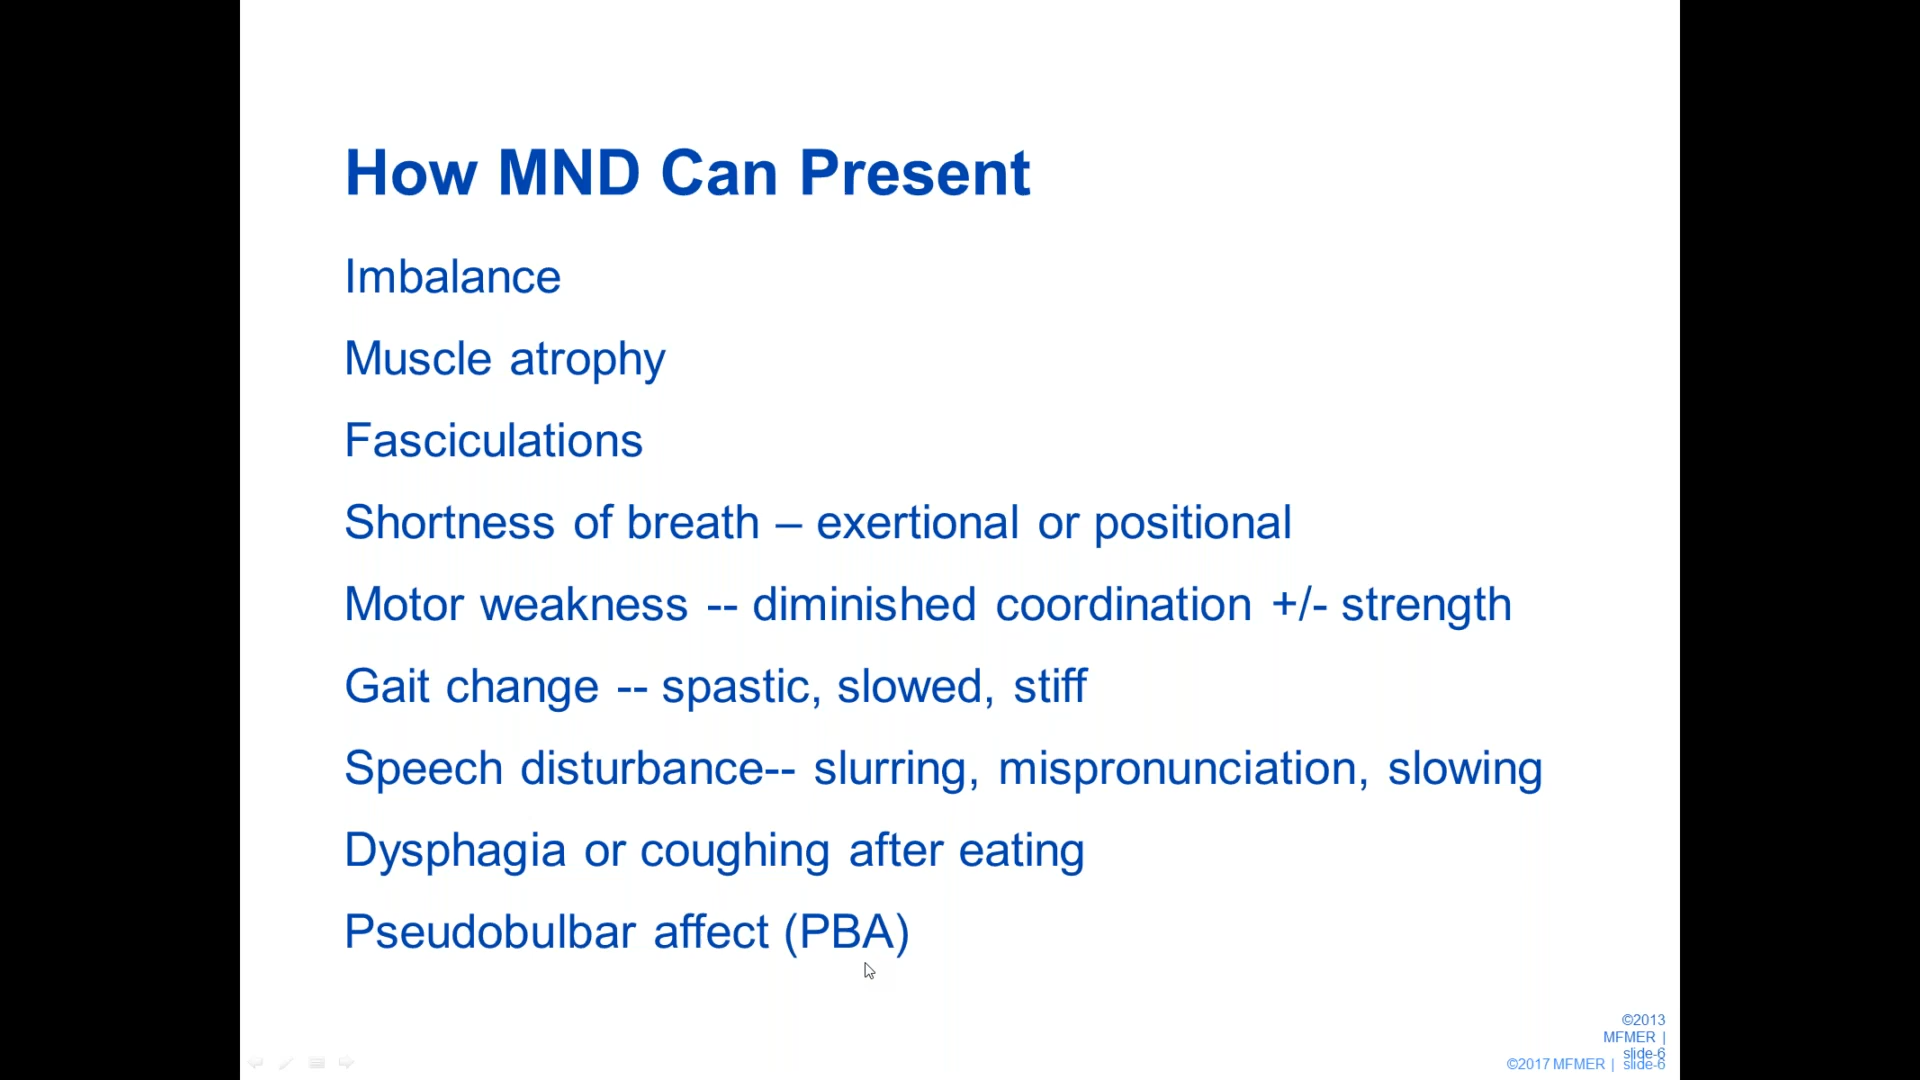 How MND Can Present
Imbalance
Muscle atrophy
Fasciculations
Shortness of breath – exertional or positional
Motor weakness -- diminished coordination +/- strength
Gait change -- spastic, slowed, stiff
Speech disturbance-- slurring, mispronunciation, slowing
Dysphagia or coughing after eating
Pseudobulbar affect (PBA)
©2013
MFMER |
slide-6
©2017 MFMER | slide-6